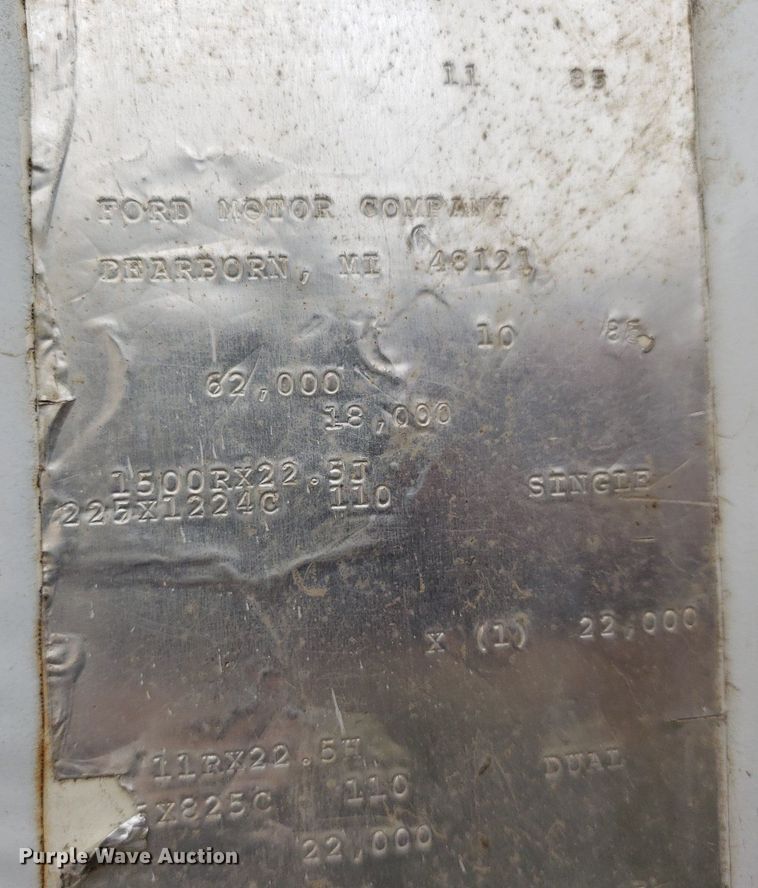 11 85
FORD MOTOR COMPANY
DEARBORN, MI 48121
10 85
62,000
18,000
1500RX22.5J SINGLE
225X1224C 110
X (1) 22,000
11RX22.5H DUAL
5X825C 110
22,000
Purple Wave Auction